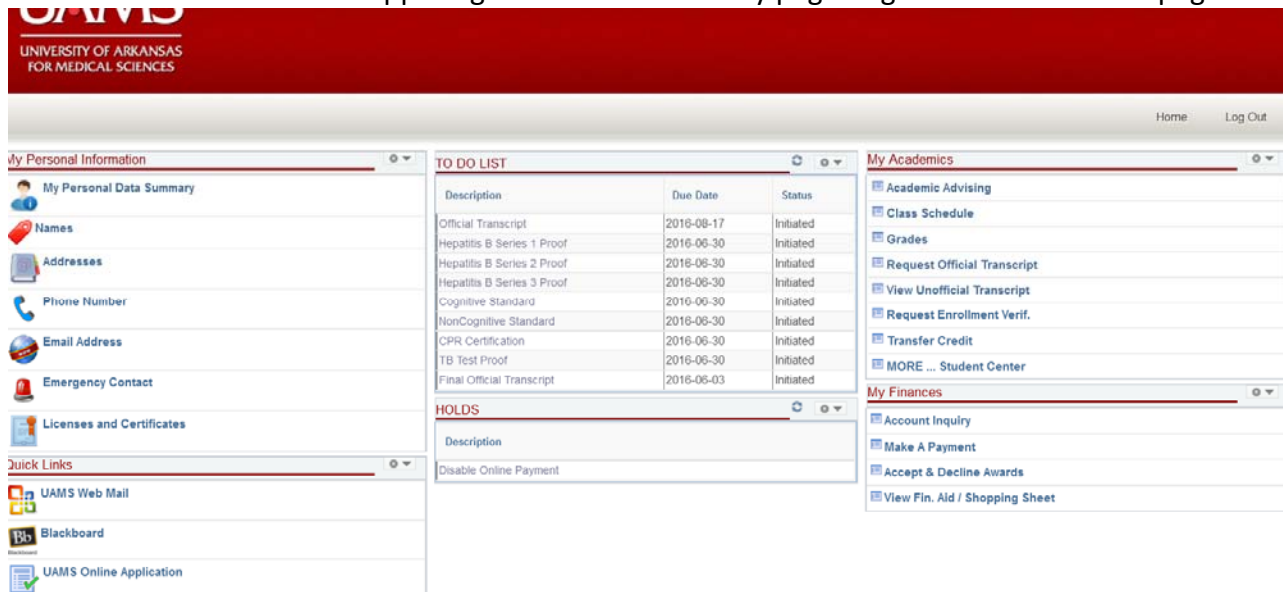 UAMS
UNIVERSITY OF ARKANSAS
FOR MEDICAL SCIENCES
Home Log Out
My Personal Information
My Personal Data Summary
Names
Addresses
Phone Number
Email Address
Emergency Contact
Licenses and Certificates
Quick Links
UAMS Web Mail
Bb Blackboard
Blackboard
UAMS Online Application
TO DO LIST
Description Due Date Status
Official Transcript 2016-08-17 Initiated
Hepatitis B Series 1 Proof 2016-06-30 Initiated
Hepatitis B Series 2 Proof 2016-06-30 Initiated
Hepatitis B Series 3 Proof 2016-06-30 Initiated
Cognitive Standard 2016-06-30 Initiated
NonCognitive Standard 2016-06-30 Initiated
CPR Certification 2016-06-30 Initiated
TB Test Proof 2016-06-30 Initiated
Final Official Transcript 2016-06-03 Initiated
HOLDS
Description
Disable Online Payment
My Academics
Academic Advising
Class Schedule
Grades
Request Official Transcript
View Unofficial Transcript
Request Enrollment Verif.
Transfer Credit
MORE ... Student Center
My Finances
Account Inquiry
Make A Payment
Accept & Decline Awards
View Fin. Aid / Shopping Sheet